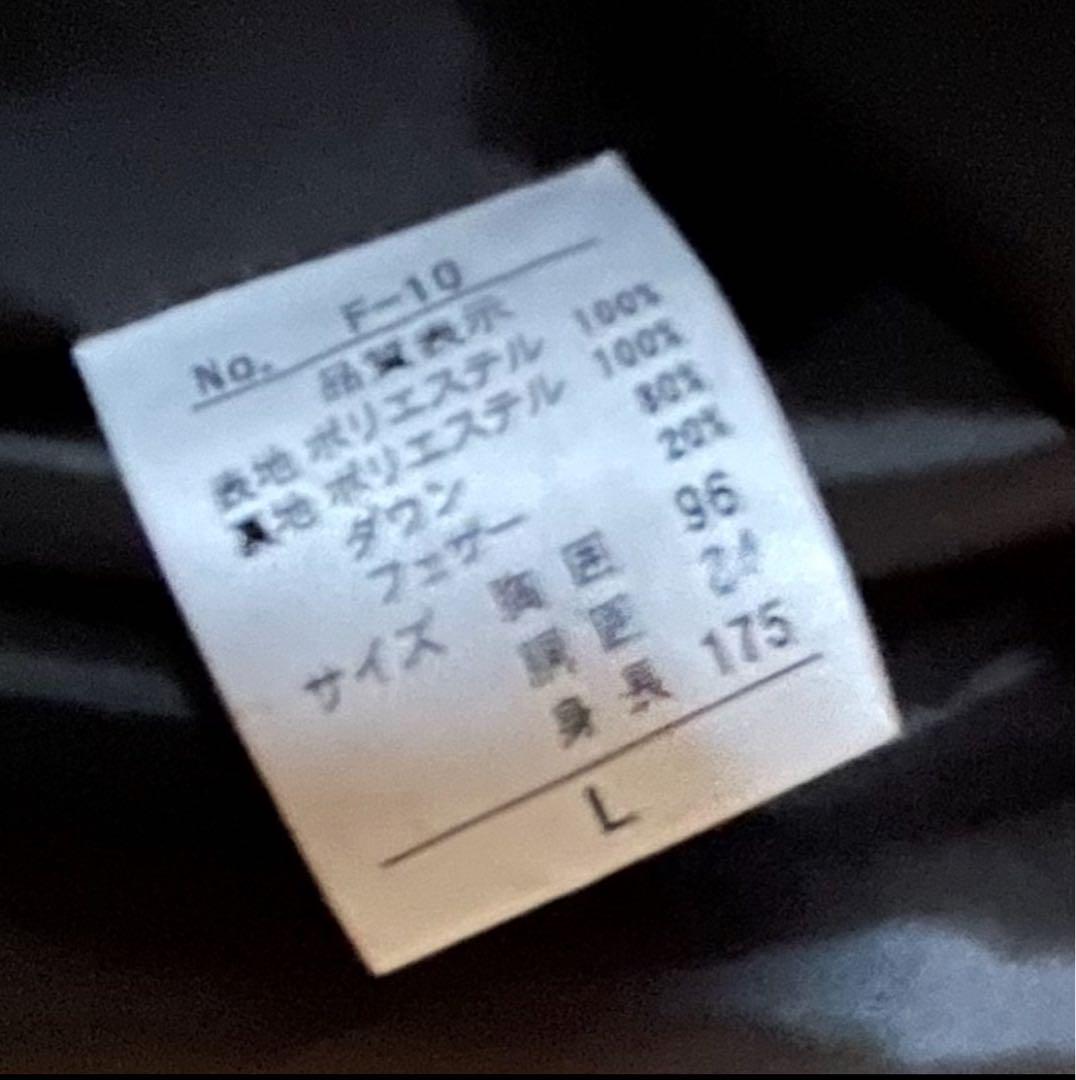 No. F-10
品質表示
表地 ポリエステル 100%
裏地 ポリエステル 100%
ダウン 80%
フェザー 20%
サイズ 胸囲 96
胴囲
身長 175
L